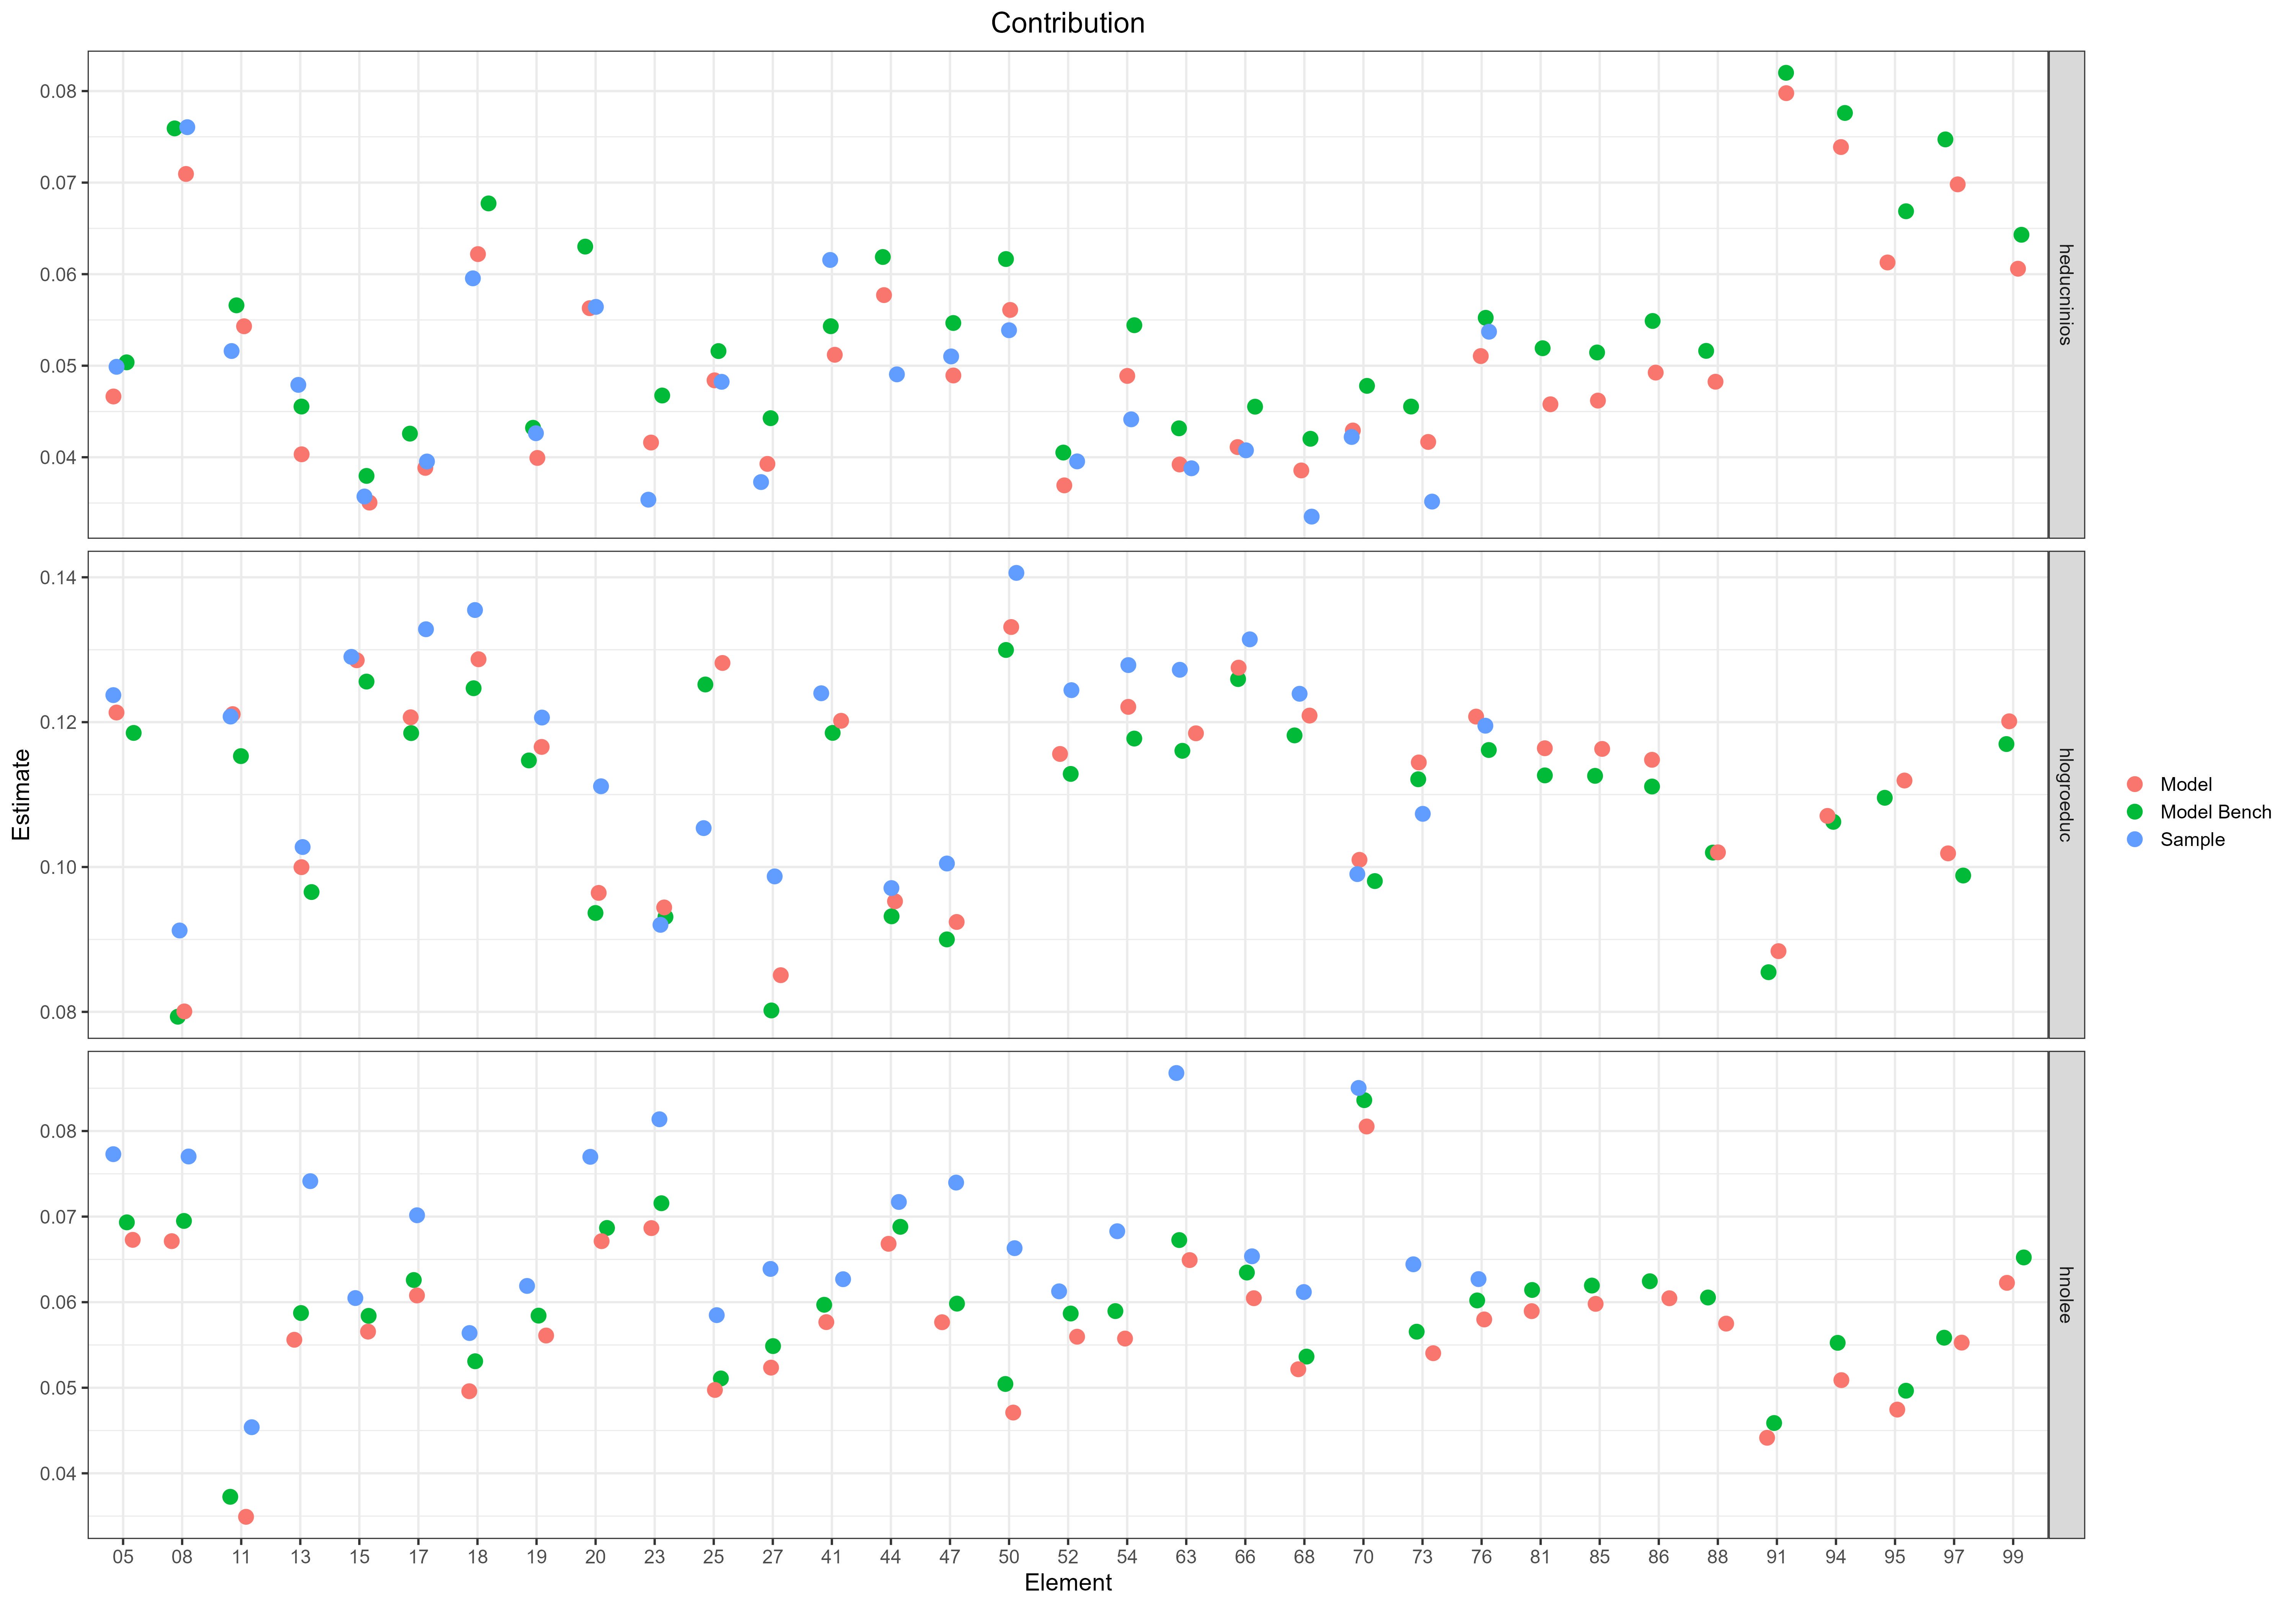 Contribution
0.08
0.07
0.06
0.05
0.04
heducninios
0.14
0.12
0.10
0.08
hlogroeduc
0.08
0.07
0.06
0.05
0.04
hnolee
Estimate
05 08 11 13 15 17 18 19 20 23 25 27 41 44 47 50 52 54 63 66 68 70 73 76 81 85 86 88 91 94 95 97 99
Element
Model
Model Bench
Sample